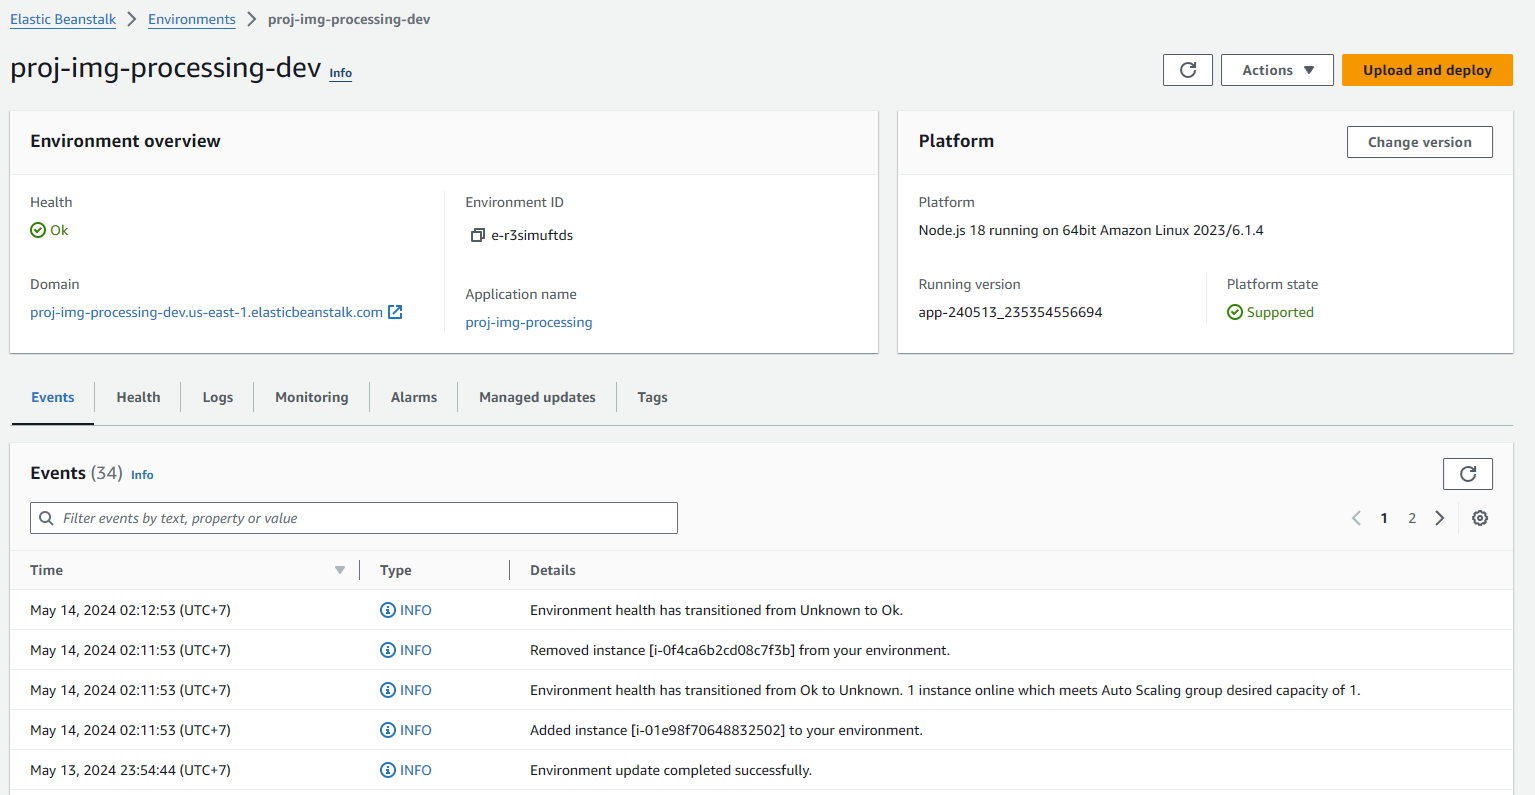 Elastic Beanstalk > Environments > proj-img-processing-dev
proj-img-processing-dev Info
Actions Upload and deploy
Environment overview
Health
Ok
Domain
proj-img-processing-dev.us-east-1.elasticbeanstalk.com
Environment ID
e-r3simuftds
Application name
proj-img-processing
Platform
Change version
Platform
Node.js 18 running on 64bit Amazon Linux 2023/6.1.4
Running version
app-240513_235354556694
Platform state
Supported
Events Health Logs Monitoring Alarms Managed updates Tags
Events (34) Info
Filter events by text, property or value
1 2
Time Type Details
May 14, 2024 02:12:53 (UTC+7) INFO Environment health has transitioned from Unknown to Ok.
May 14, 2024 02:11:53 (UTC+7) INFO Removed instance [i-0f4ca6b2cd08c7f3b] from your environment.
May 14, 2024 02:11:53 (UTC+7) INFO Environment health has transitioned from Ok to Unknown. 1 instance online which meets Auto Scaling group desired capacity of 1.
May 14, 2024 02:11:53 (UTC+7) INFO Added instance [i-01e98f70648832502] to your environment.
May 13, 2024 23:54:44 (UTC+7) INFO Environment update completed successfully.